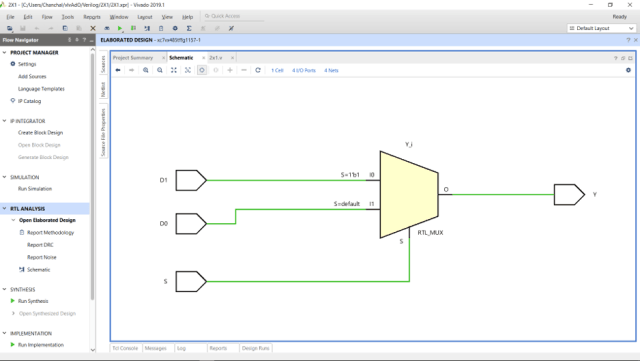 2X1 - [C:/Users/Chanchal/vivAdO/Verilog/2X1/2X1.xpr] - Vivado 2019.1
File Edit Flow Tools Reports Window Layout View Help Quick Access
Default Layout
Flow Navigator
ELABORATED DESIGN - xc7vx485tffg1157-1
PROJECT MANAGER
Settings
Add Sources
Language Templates
IP Catalog
IP INTEGRATOR
Create Block Design
Open Block Design
Generate Block Design
SIMULATION
Run Simulation
RTL ANALYSIS
Open Elaborated Design
Report Methodology
Report DRC
Report Noise
Schematic
SYNTHESIS
Run Synthesis
Open Synthesized Design
IMPLEMENTATION
Run Implementation
Sources
Netlist
Source File Properties
Project Summary
Schematic
2x1.v
1 Cell 4 I/O Ports 4 Nets
Y_i
D1
S=1'b1 I0
O
Y
D0
S=default I1
RTL_MUX
S
S
Tcl Console Messages Log Reports Design Runs